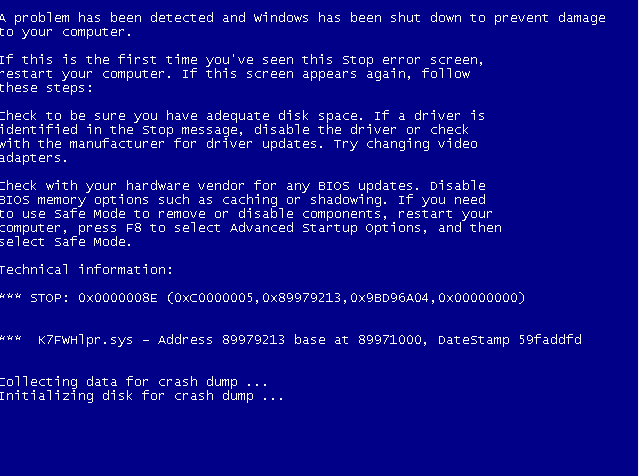 A problem has been detected and Windows has been shut down to prevent damage
to your computer.
If this is the first time you've seen this Stop error screen,
restart your computer. If this screen appears again, follow
these steps:
Check to be sure you have adequate disk space. If a driver is
identified in the Stop message, disable the driver or check
with the manufacturer for driver updates. Try changing video
adapters.
Check with your hardware vendor for any BIOS updates. Disable
BIOS memory options such as caching or shadowing. If you need
to use Safe Mode to remove or disable components, restart your
computer, press F8 to select Advanced Startup Options, and then
select Safe Mode.
Technical information:
*** STOP: 0x0000008E (0xC0000005,0x89979213,0x9BD96A04,0x00000000)
***  K7FWHlpr.sys - Address 89979213 base at 89971000, DateStamp 59faddfd
Collecting data for crash dump ...
Initializing disk for crash dump ...